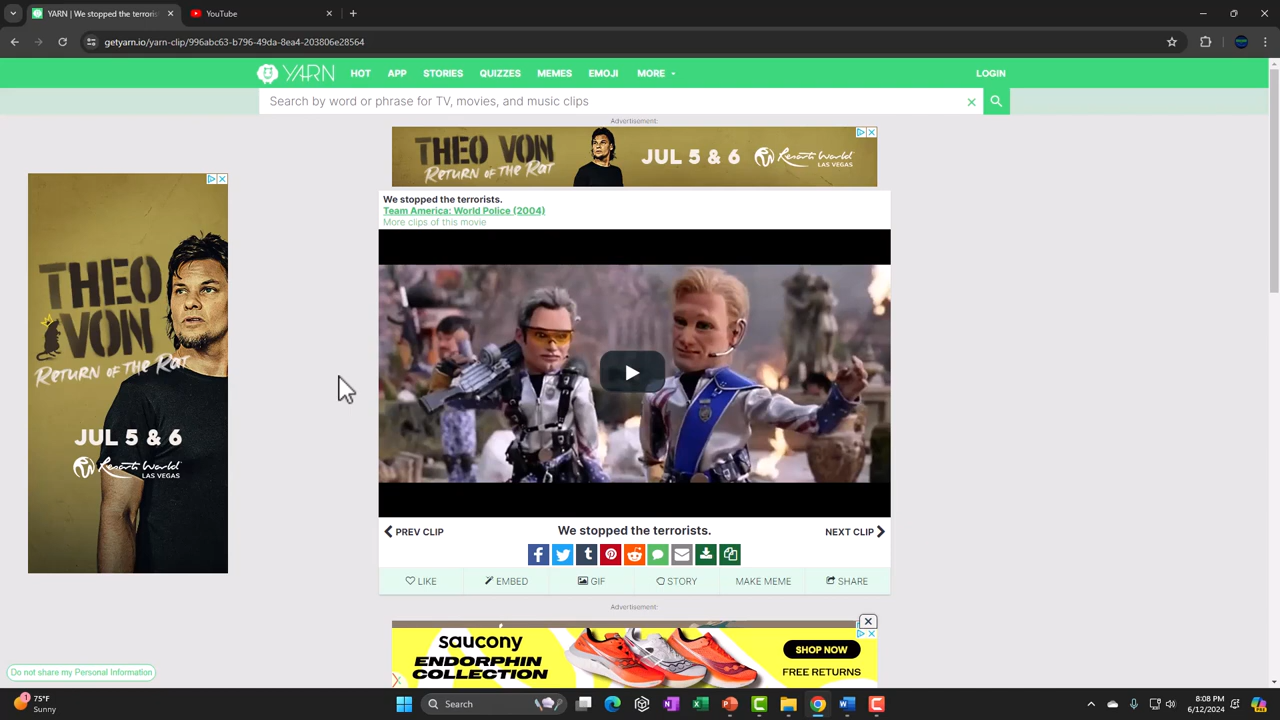 YARN | We stopped the terroris
YouTube
getyarn.io/yarn-clip/996abc63-b796-49da-8ea4-203806e28564
YARN
HOT
APP
STORIES
QUIZZES
MEMES
EMOJI
MORE
LOGIN
Search by word or phrase for TV, movies, and music clips
Advertisement:
THEO VON
Return of the Rat
JUL 5 & 6
Resorts World
LAS VEGAS
We stopped the terrorists.
Team America: World Police (2004)
More clips of this movie
THEO
VON
Return of the Rat
JUL 5 & 6
Resorts World
LAS VEGAS
PREV CLIP
We stopped the terrorists.
NEXT CLIP
LIKE
EMBED
GIF
STORY
MAKE MEME
SHARE
Advertisement:
saucony
ENDORPHIN
COLLECTION
SHOP NOW
FREE RETURNS
Do not share my Personal Information
1
75°F
Sunny
Search
8:08 PM
6/12/2024